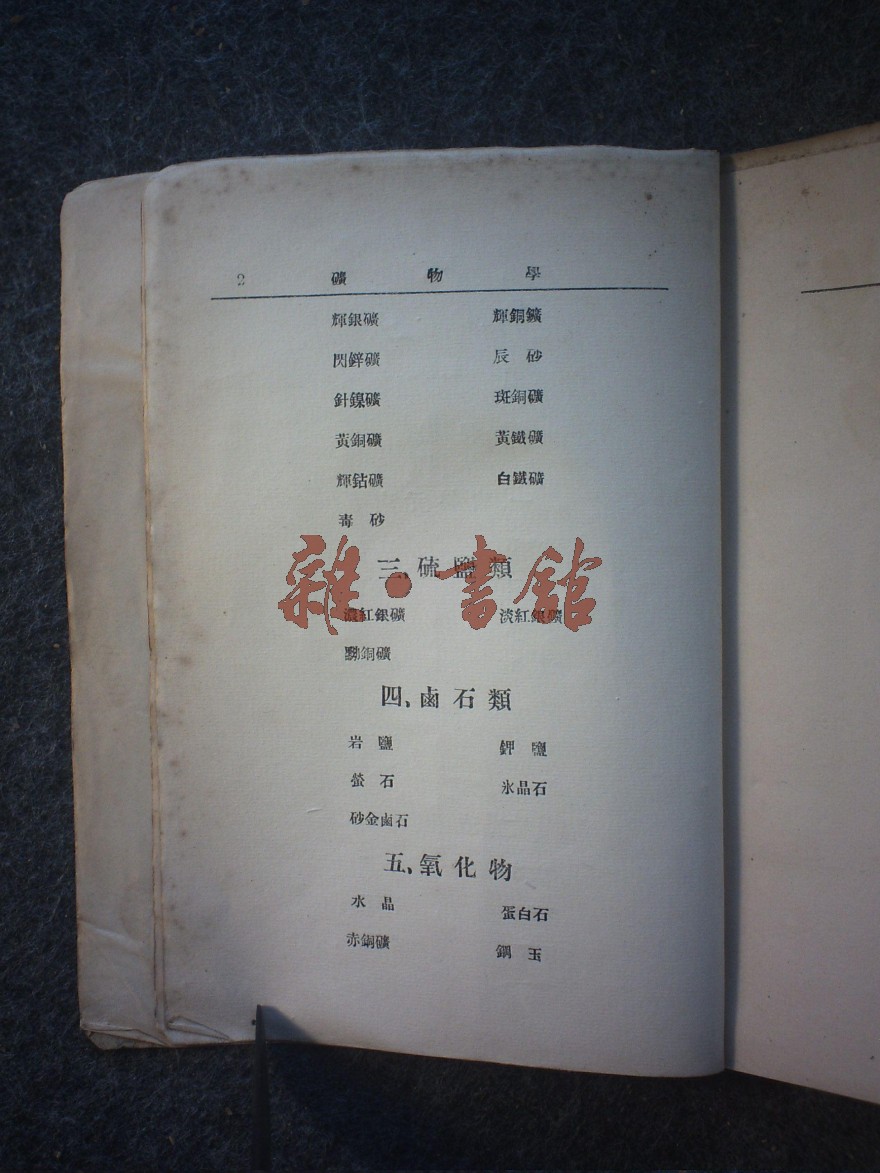 2 礦 物 學
輝銀礦 輝銅鑛
閃鋅礦 辰 砂
針鎳礦 斑銅礦
黃銅礦 黃鐵礦
輝鈷礦 白鐵礦
毒 砂
三、硫鹽類
雜·書館
濃紅銀礦 淡紅銀礦
黝銅礦
四、鹵石類
岩 鹽 鉀 鹽
螢 石 氷晶石
砂金鹵石
五、氧化物
水 晶 蛋白石
赤銅礦 鋼 玉